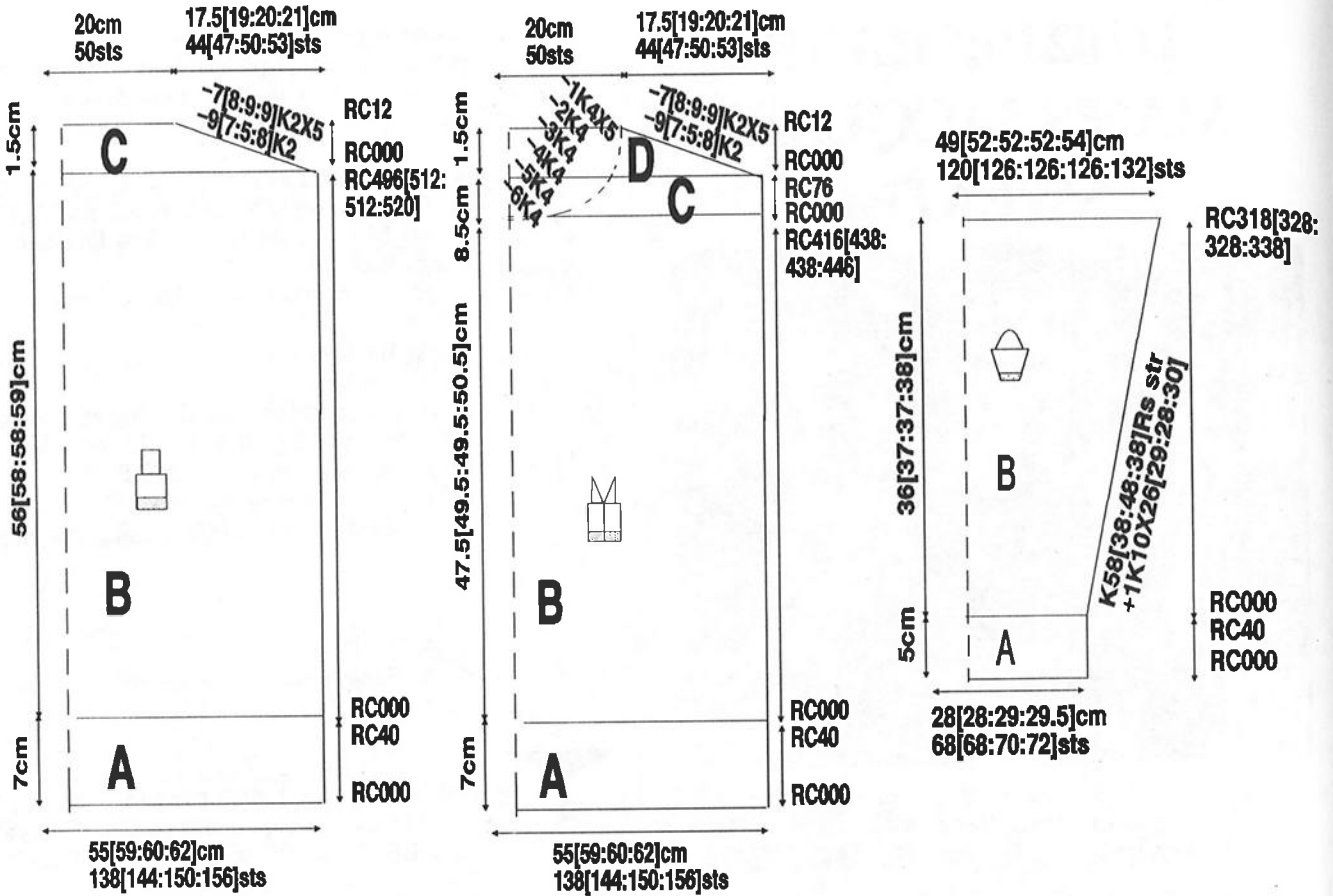 20cm
50sts
17.5[19:20:21]cm
44[47:50:53]sts
-7[8:9:9]K2X5
-9[7:5:8]K2
RC12
RC000
RC496[512:
512:520]
1.5cm
C
56[58:58:59]cm
B
RC000
RC40
RC000
7cm
A
55[59:60:62]cm
138[144:150:156]sts
20cm
50sts
17.5[19:20:21]cm
44[47:50:53]sts
-1K4X5
-2K4
-3K4
-4K4
-5K4
-6K4
-7[8:9:9]K2X5
-9[7:5:8]K2
RC12
RC000
RC76
RC000
RC416[438:
438:446]
1.5cm
D
8.5cm
C
47.5[49.5:49.5:50.5]cm
B
RC000
RC40
RC000
7cm
A
55[59:60:62]cm
138[144:150:156]sts
49[52:52:52:54]cm
120[126:126:126:132]sts
RC318[328:
328:338]
36[37:37:38]cm
B
K58[38:48:38]Rs str
+1K10X26[29:28:30]
RC000
RC40
RC000
5cm
A
28[28:29:29.5]cm
68[68:70:72]sts